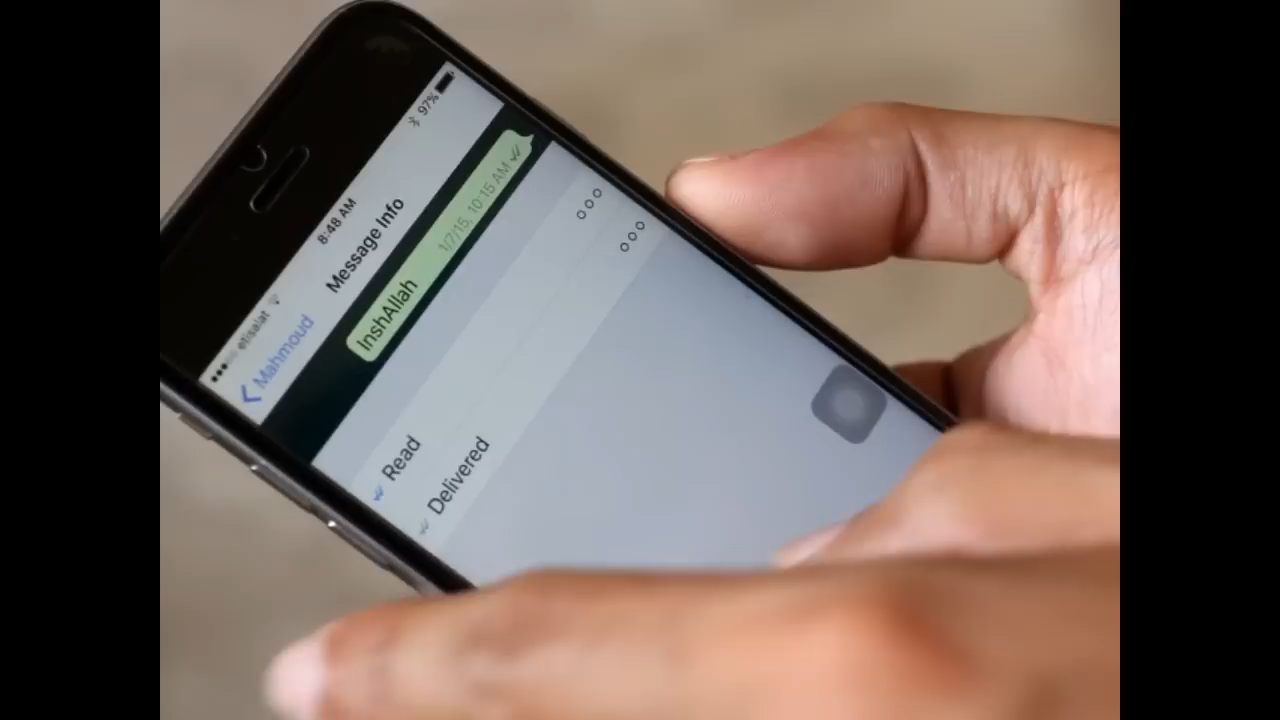 etisalat 8:48 AM 97%
Mahmoud Message Info
InshAllah 1/7/15, 10:15 AM
Read
Delivered